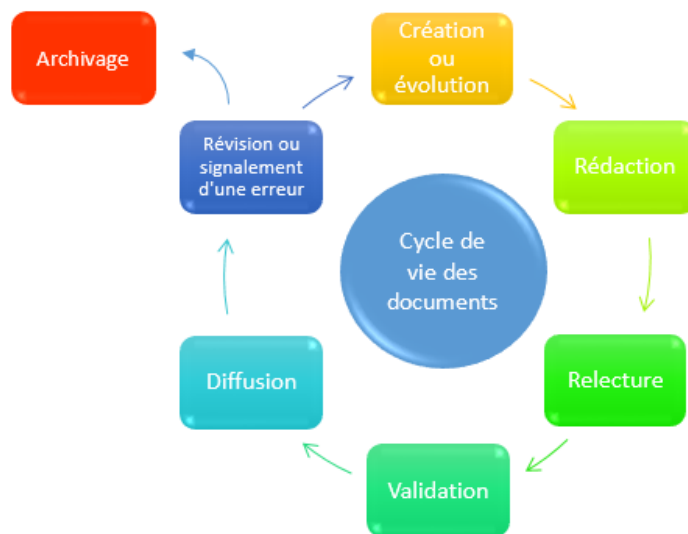 Archivage
Création
ou
évolution
Révision ou
signalement
d'une erreur
Rédaction
Cycle de
vie des
documents
Diffusion
Relecture
Validation